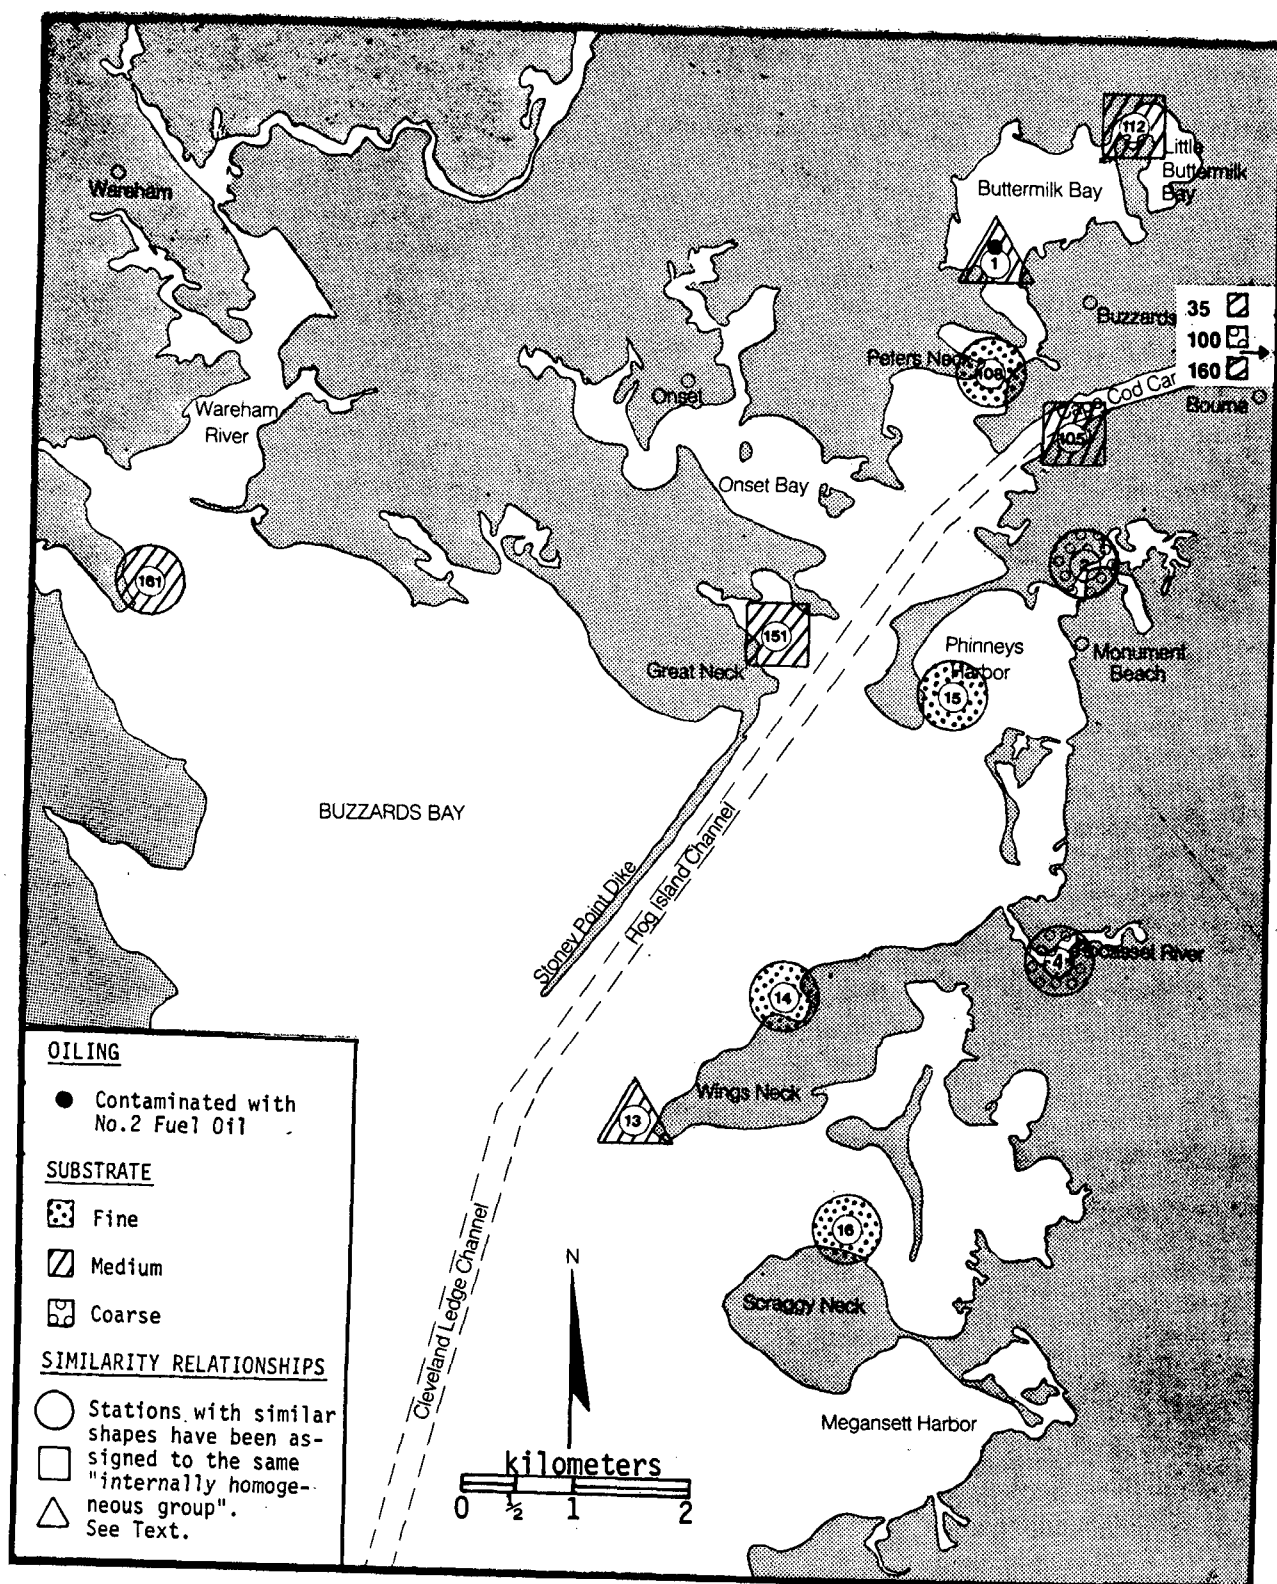 112
Little
Buttermilk
Bay
Buttermilk Bay
1
Wareham
Buzzards
35
100
160
Peters Neck
108
Cape Cod Can
Bourne
105
Onset
Wareham
River
Onset Bay
161
2
151
Great Neck
Phinneys
Harbor
15
Monument
Beach
BUZZARDS BAY
Stoney Point Dike
Hog Island Channel
4
Pocasset River
14
Wings Neck
13
16
Scraggy Neck
Cleveland Ledge Channel
Megansett Harbor
N
kilometers
0 ½ 1 2
OILING
Contaminated with
No.2 Fuel Oil
SUBSTRATE
Fine
Medium
Coarse
SIMILARITY RELATIONSHIPS
Stations with similar
shapes have been as-
signed to the same
"internally homoge-
neous group".
See Text.